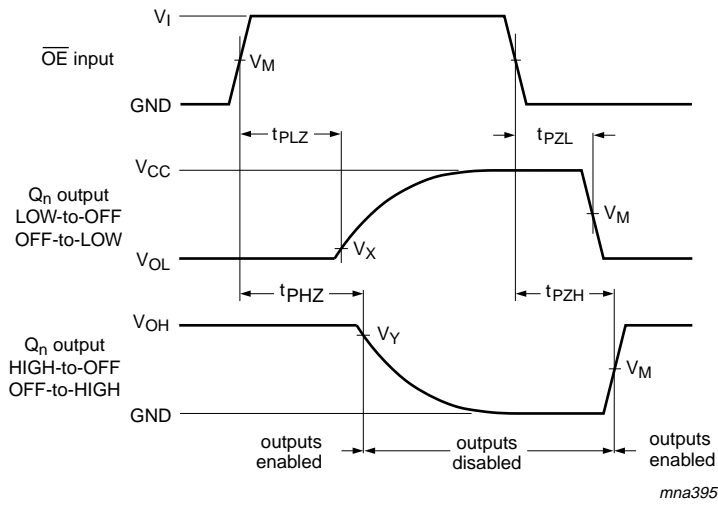 V_I
OE input
V_M
GND
t_PLZ
t_PZL
V_CC
Q_n output
LOW-to-OFF
OFF-to-LOW
V_M
V_X
V_OL
t_PHZ
t_PZH
V_OH
V_Y
Q_n output
HIGH-to-OFF
OFF-to-HIGH
V_M
GND
outputs
enabled
outputs
disabled
outputs
enabled
mna395